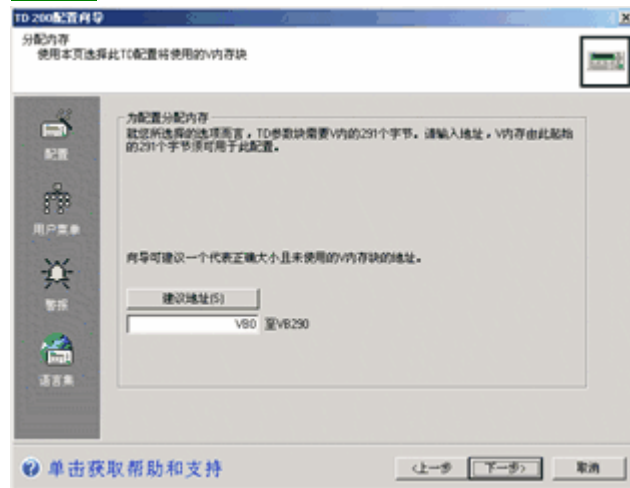 TD 200配置向导
分配内存
使用本页选择此TD配置将使用的V内存块
配置
用户菜单
警报
语言集
为配置分配内存
就您所选择的选项而言，TD参数块需要V内的291个字节。请输入地址，V内存由此起始
的291个字节须可用于此配置。
向导可建议一个代表正确大小且未使用的V内存块的地址。
建议地址(S)
VB0 至VB290
单击获取帮助和支持
<上一步
下一步>
取消